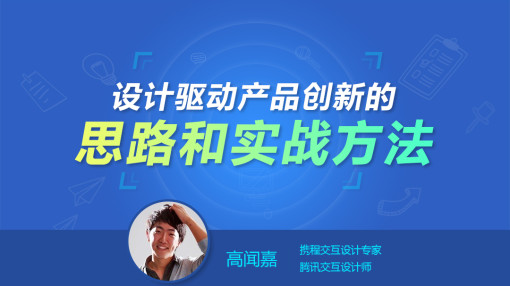 设计驱动产品创新的
思路和实战方法
高闻嘉
携程交互设计专家
腾讯交互设计师